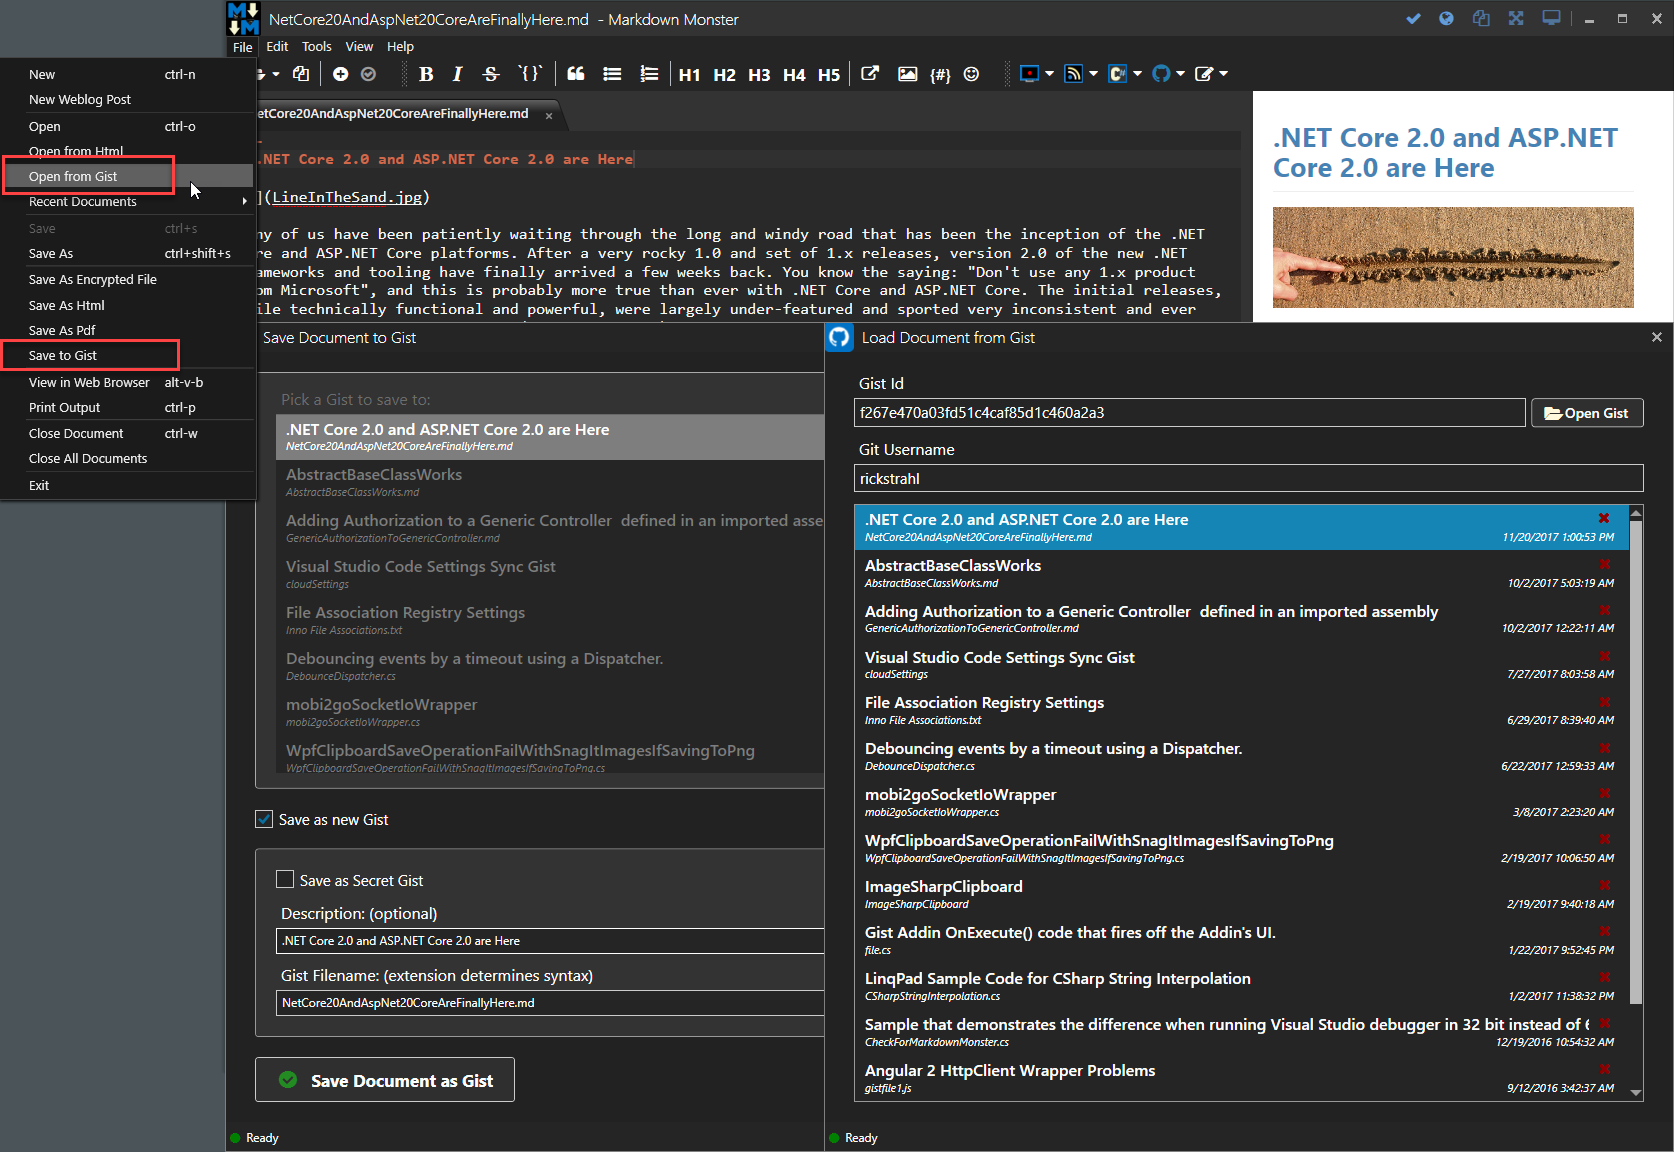 NetCore20AndAspNet20CoreAreFinallyHere.md - Markdown Monster
File Edit Tools View Help
B I S `{}` H1 H2 H3 H4 H5 {#} C#
New ctrl-n
New Weblog Post
Open ctrl-o
Open from Html
Open from Gist
Recent Documents
Save ctrl+s
Save As ctrl+shift+s
Save As Encrypted File
Save As Html
Save As Pdf
Save to Gist
View in Web Browser alt-v-b
Print Output ctrl-p
Close Document ctrl-w
Close All Documents
Exit
etCore20AndAspNet20CoreAreFinallyHere.md ×
.NET Core 2.0 and ASP.NET Core 2.0 are Here
](LineInTheSand.jpg)
ny of us have been patiently waiting through the long and windy road that has been the inception of the .NET
re and ASP.NET Core platforms. After a very rocky 1.0 and set of 1.x releases, version 2.0 of the new .NET
ameworks and tooling have finally arrived a few weeks back. You know the saying: "Don't use any 1.x product
om Microsoft", and this is probably more true than ever with .NET Core and ASP.NET Core. The initial releases,
ile technically functional and powerful, were largely under-featured and sported very inconsistent and ever
.NET Core 2.0 and ASP.NET
Core 2.0 are Here
Save Document to Gist
Pick a Gist to save to:
.NET Core 2.0 and ASP.NET Core 2.0 are Here
NetCore20AndAspNet20CoreAreFinallyHere.md
AbstractBaseClassWorks
AbstractBaseClassWorks.md
Adding Authorization to a Generic Controller  defined in an imported asse
GenericAuthorizationToGenericController.md
Visual Studio Code Settings Sync Gist
cloudSettings
File Association Registry Settings
Inno File Associations.txt
Debouncing events by a timeout using a Dispatcher.
DebounceDispatcher.cs
mobi2goSocketIoWrapper
mobi2goSocketIoWrapper.cs
WpfClipboardSaveOperationFailWithSnagItImagesIfSavingToPng
WpfClipboardSaveOperationFailWithSnagItImagesIfSavingToPng.cs
Save as new Gist
Save as Secret Gist
Description: (optional)
.NET Core 2.0 and ASP.NET Core 2.0 are Here
Gist Filename: (extension determines syntax)
NetCore20AndAspNet20CoreAreFinallyHere.md
Save Document as Gist
Ready
Load Document from Gist
Gist Id
f267e470a03fd51c4caf85d1c460a2a3 Open Gist
Git Username
rickstrahl
.NET Core 2.0 and ASP.NET Core 2.0 are Here
NetCore20AndAspNet20CoreAreFinallyHere.md 11/20/2017 1:00:53 PM
AbstractBaseClassWorks
AbstractBaseClassWorks.md 10/2/2017 5:03:19 AM
Adding Authorization to a Generic Controller  defined in an imported assembly
GenericAuthorizationToGenericController.md 10/2/2017 12:22:11 AM
Visual Studio Code Settings Sync Gist
cloudSettings 7/27/2017 8:03:58 AM
File Association Registry Settings
Inno File Associations.txt 6/29/2017 8:39:40 AM
Debouncing events by a timeout using a Dispatcher.
DebounceDispatcher.cs 6/22/2017 12:59:33 AM
mobi2goSocketIoWrapper
mobi2goSocketIoWrapper.cs 3/8/2017 2:23:20 AM
WpfClipboardSaveOperationFailWithSnagItImagesIfSavingToPng
WpfClipboardSaveOperationFailWithSnagItImagesIfSavingToPng.cs 2/19/2017 10:06:50 AM
ImageSharpClipboard
ImageSharpClipboard 2/19/2017 9:40:18 AM
Gist Addin OnExecute() code that fires off the Addin's UI.
file.cs 1/22/2017 9:52:45 PM
LinqPad Sample Code for CSharp String Interpolation
CSharpStringInterpolation.cs 1/2/2017 11:38:32 PM
Sample that demonstrates the difference when running Visual Studio debugger in 32 bit instead of 6
CheckForMarkdownMonster.cs 12/19/2016 10:54:32 AM
Angular 2 HttpClient Wrapper Problems
gistfile1.js 9/12/2016 3:42:37 AM
Ready